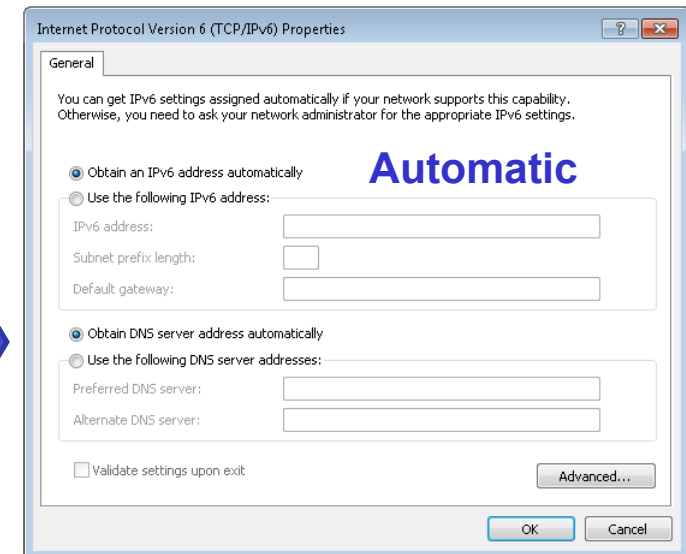 Internet Protocol Version 6 (TCP/IPv6) Properties
General
You can get IPv6 settings assigned automatically if your network supports this capability.
Otherwise, you need to ask your network administrator for the appropriate IPv6 settings.
Obtain an IPv6 address automatically
Automatic
Use the following IPv6 address:
IPv6 address:
Subnet prefix length:
Default gateway:
Obtain DNS server address automatically
Use the following DNS server addresses:
Preferred DNS server:
Alternate DNS server:
Validate settings upon exit
Advanced...
OK Cancel